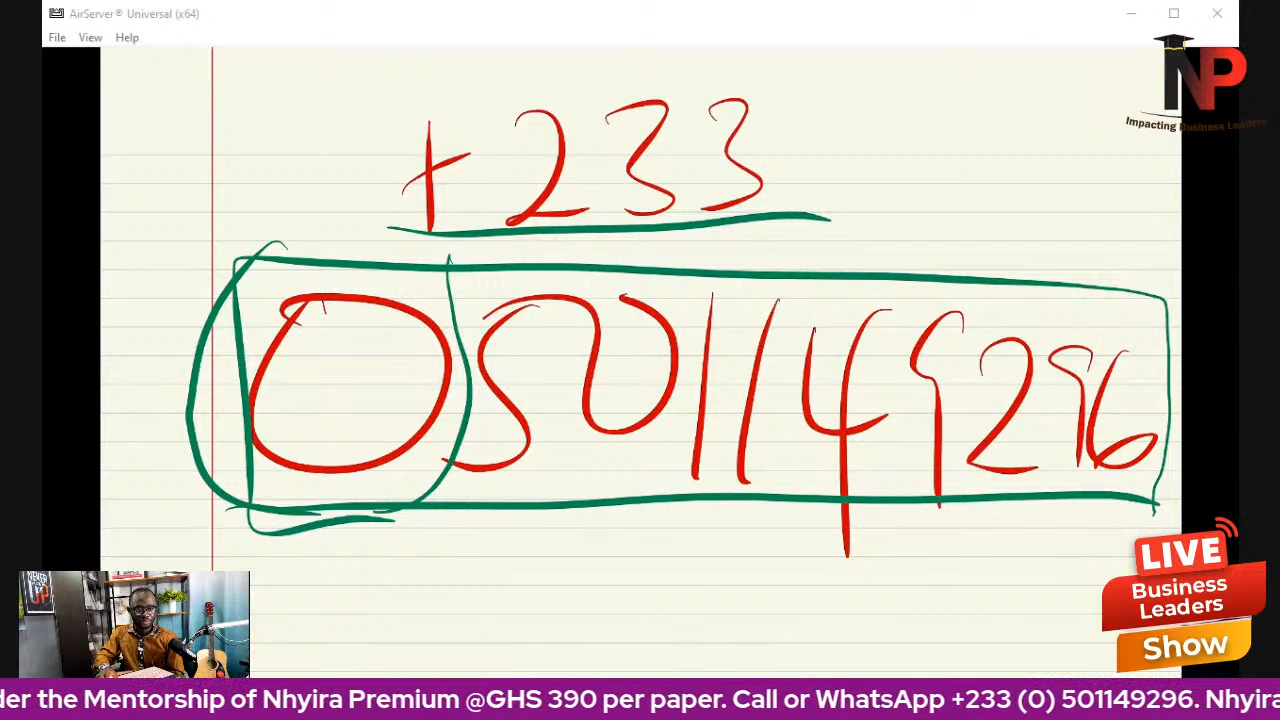 AirServer® Universal (x64)
File View Help
NP
Impacting Business Leaders
+233
0501149296
LIVE
Business
Leaders
Show
der the Mentorship of Nhyira Premium @GHS 390 per paper. Call or WhatsApp +233 (0) 501149296. Nhyira